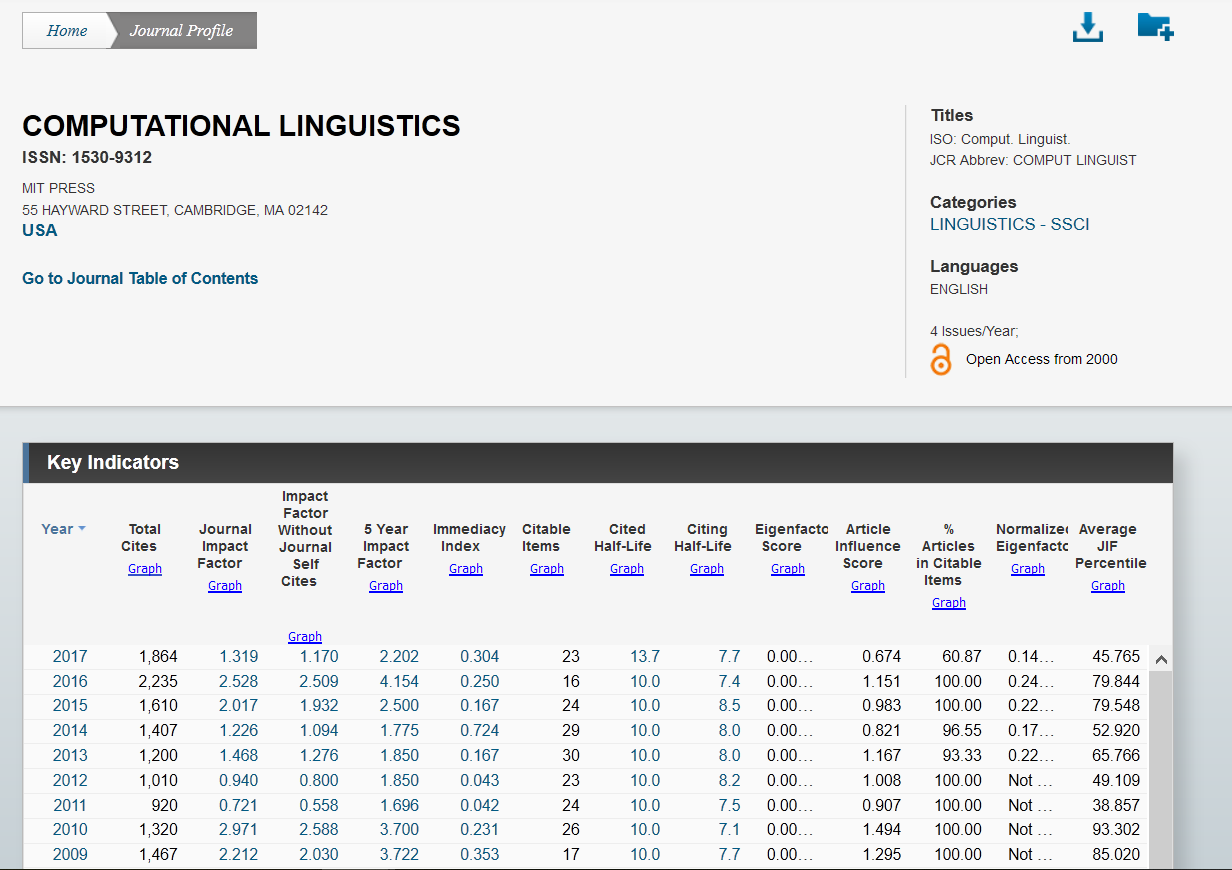 Home Journal Profile
COMPUTATIONAL LINGUISTICS
ISSN: 1530-9312
MIT PRESS
55 HAYWARD STREET, CAMBRIDGE, MA 02142
USA
Go to Journal Table of Contents
Titles
ISO: Comput. Linguist.
JCR Abbrev: COMPUT LINGUIST
Categories
LINGUISTICS - SSCI
Languages
ENGLISH
4 Issues/Year;
Open Access from 2000
Key Indicators
Year
Total
Cites
Graph
Journal
Impact
Factor
Graph
Impact
Factor
Without
Journal
Self
Cites
Graph
5 Year
Impact
Factor
Graph
Immediacy
Index
Graph
Citable
Items
Graph
Cited
Half-Life
Graph
Citing
Half-Life
Graph
Eigenfacto
Score
Graph
Article
Influence
Score
Graph
%
Articles
in Citable
Items
Graph
Normalized
Eigenfacto
Graph
Average
JIF
Percentile
Graph
2017 1,864 1.319 1.170 2.202 0.304 23 13.7 7.7 0.00... 0.674 60.87 0.14... 45.765
2016 2,235 2.528 2.509 4.154 0.250 16 10.0 7.4 0.00... 1.151 100.00 0.24... 79.844
2015 1,610 2.017 1.932 2.500 0.167 24 10.0 8.5 0.00... 0.983 100.00 0.22... 79.548
2014 1,407 1.226 1.094 1.775 0.724 29 10.0 8.0 0.00... 0.821 96.55 0.17... 52.920
2013 1,200 1.468 1.276 1.850 0.167 30 10.0 8.0 0.00... 1.167 93.33 0.22... 65.766
2012 1,010 0.940 0.800 1.850 0.043 23 10.0 8.2 0.00... 1.008 100.00 Not ... 49.109
2011 920 0.721 0.558 1.696 0.042 24 10.0 7.5 0.00... 0.907 100.00 Not ... 38.857
2010 1,320 2.971 2.588 3.700 0.231 26 10.0 7.1 0.00... 1.494 100.00 Not ... 93.302
2009 1,467 2.212 2.030 3.722 0.353 17 10.0 7.7 0.00... 1.295 100.00 Not ... 85.020